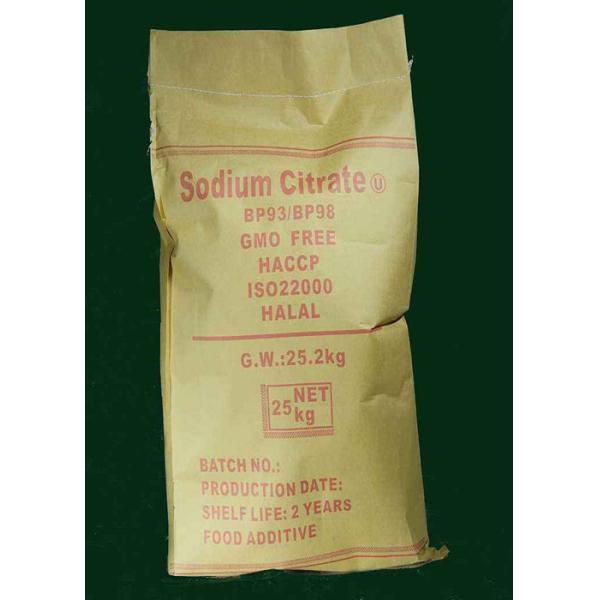 Sodium Citrate Ⓤ
BP93/BP98
GMO FREE
HACCP
ISO22000
HALAL
G.W.:25.2kg
25 NET kg
BATCH NO.:
PRODUCTION DATE:
SHELF LIFE: 2 YEARS
FOOD ADDITIVE